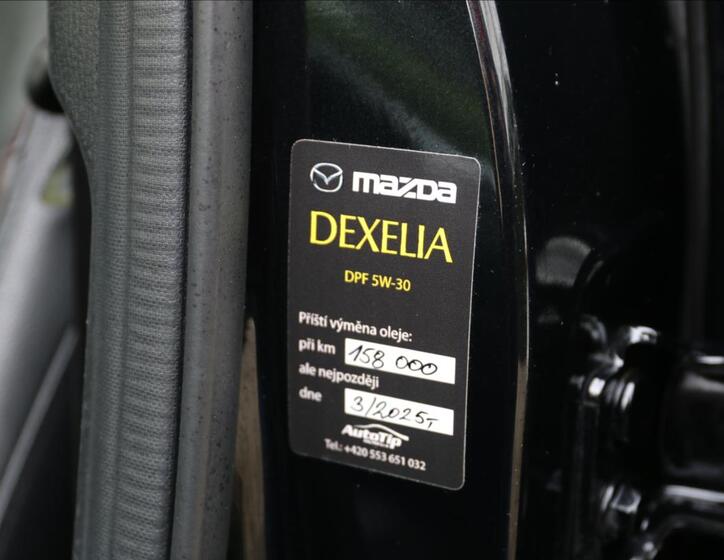 mazda
DEXELIA
DPF 5W-30
Příští výměna oleje:
při km 158 000
ale nejpozději
dne 3/2025,
AutoTip
Tel.: +420 553 651 032